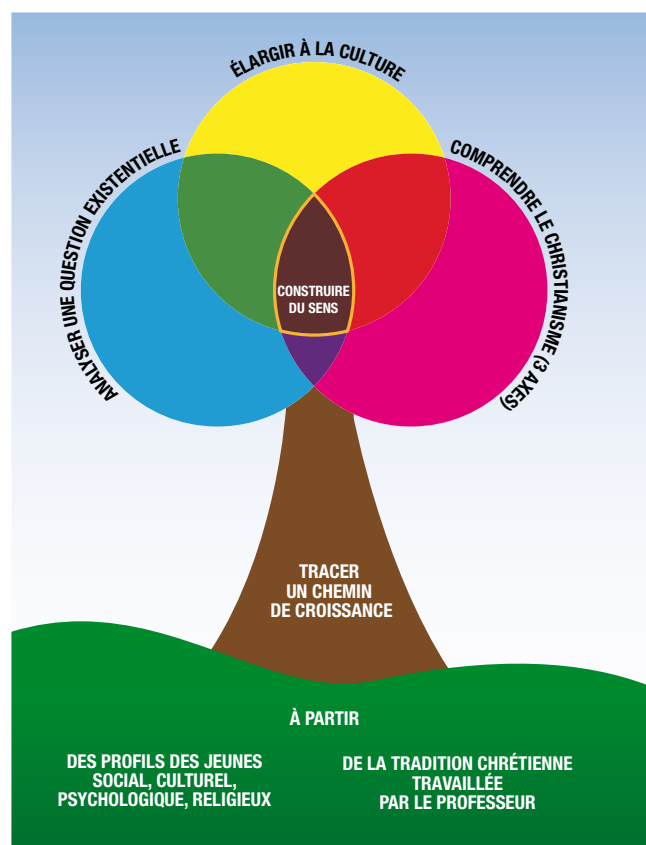 ÉLARGIR À LA CULTURE
ANALYSER UNE QUESTION EXISTENTIELLE
COMPRENDRE LE CHRISTIANISME (3 AXES)
CONSTRUIRE
DU SENS
TRACER
UN CHEMIN
DE CROISSANCE
À PARTIR
DES PROFILS DES JEUNES
SOCIAL, CULTUREL,
PSYCHOLOGIQUE, RELIGIEUX
DE LA TRADITION CHRÉTIENNE
TRAVAILLÉE
PAR LE PROFESSEUR